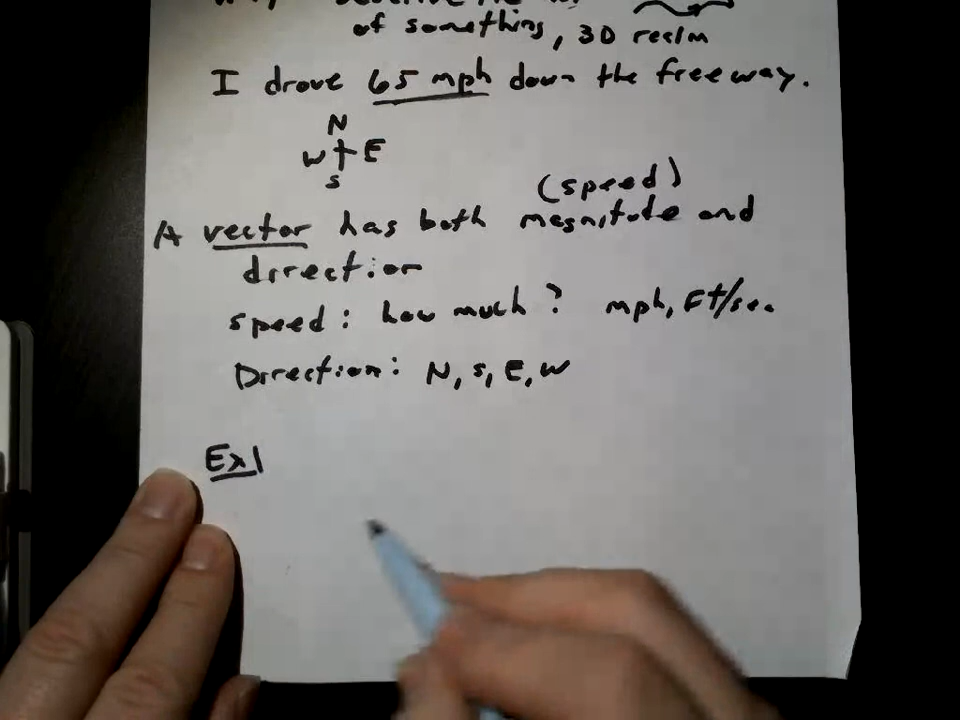 of something, 3D realm
I drove 65 mph down the freeway.
N
W E
S
(speed)
A vector has both magnitude and
direction
speed: how much? mph, Ft/sec.
Direction: N, S, E, W
Ex1